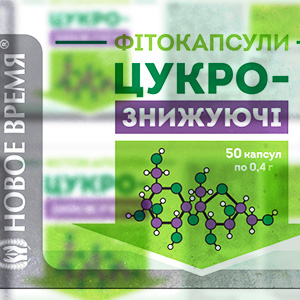 ФІТОКАПСУЛИ
ЦУКРО-
ЗНИЖУЮЧІ
50 капсул
по 0,4 г
НОВОЕ ВРЕМЯ®